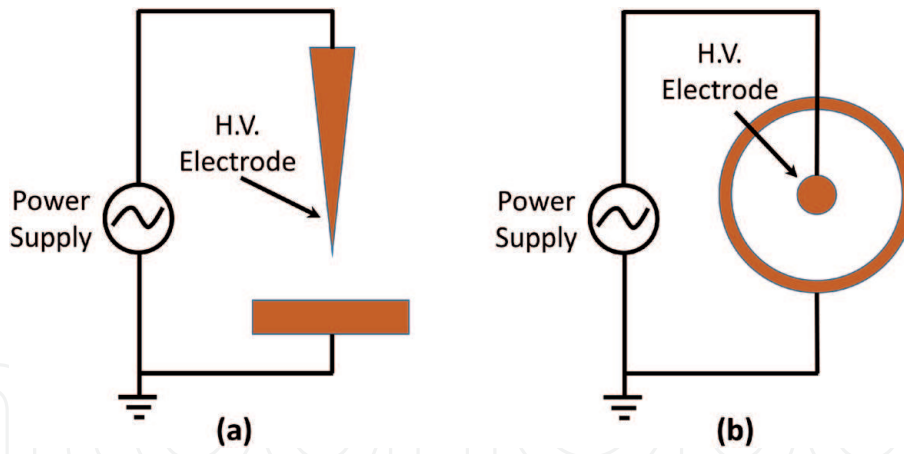 H.V.
Electrode
Power
Supply
(a)
H.V.
Electrode
Power
Supply
(b)